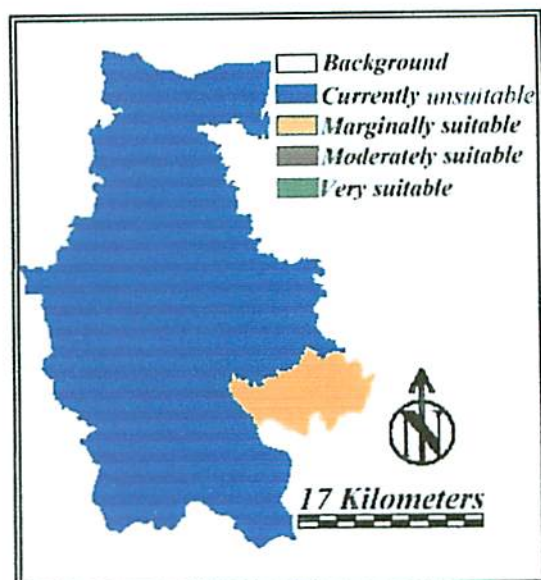 Background
Currently unsuitable
Marginally suitable
Moderately suitable
Very suitable
N
17 Kilometers